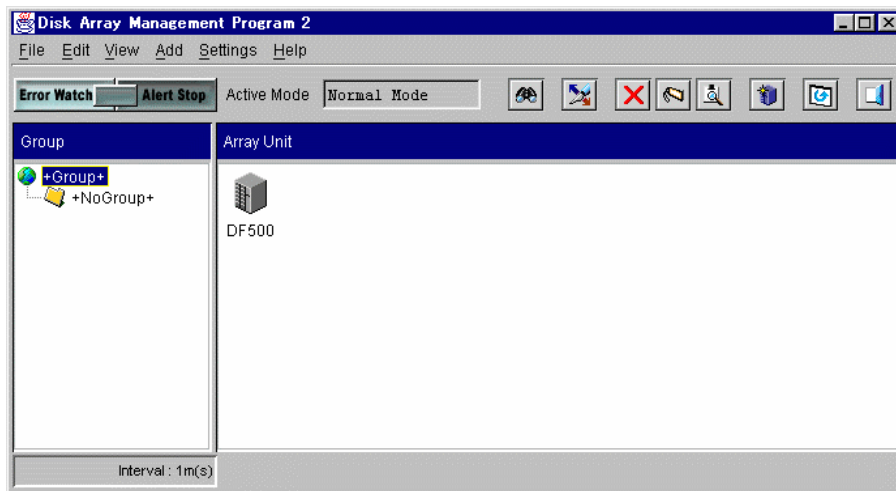 Disk Array Management Program 2
File Edit View Add Settings Help
Error Watch Alert Stop Active Mode Normal Mode
Group Array Unit
+Group+
+NoGroup+
DF500
Interval : 1m(s)